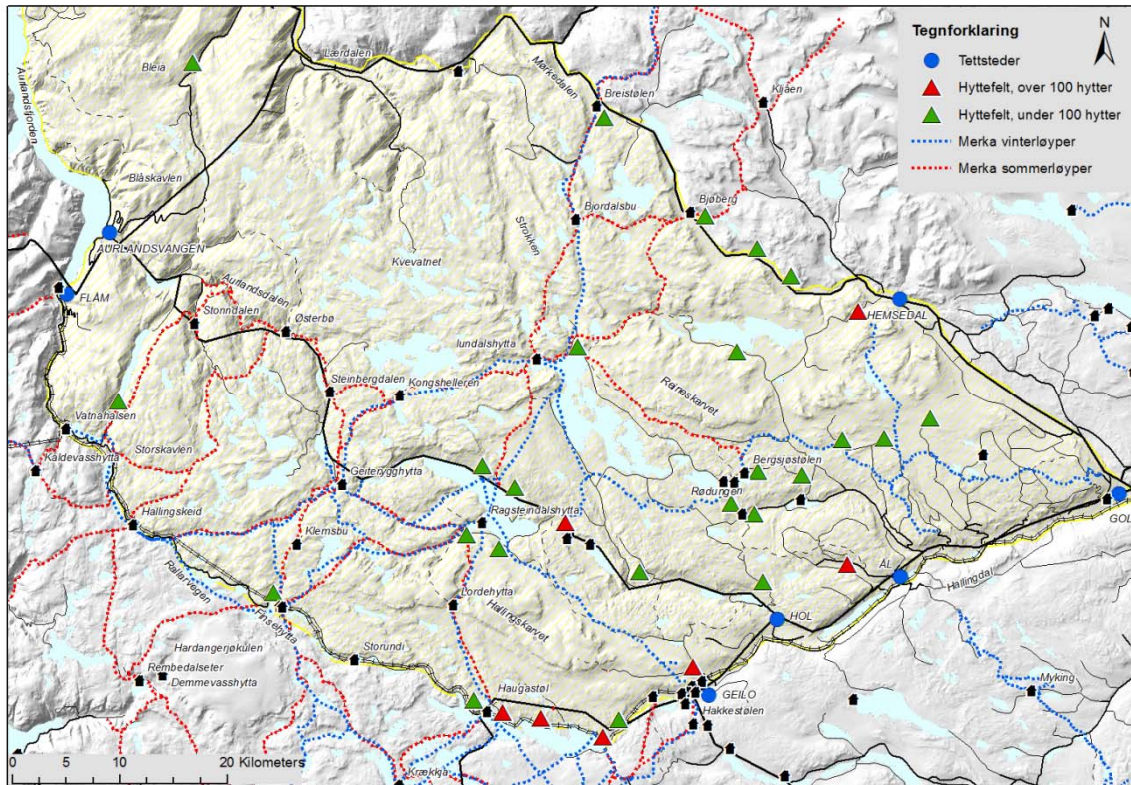 Tegnforklaring
N
Tettsteder
Hyttefelt, over 100 hytter
Hyttefelt, under 100 hytter
Merka vinterløyper
Merka sommerløyper
Lærdalen
Bleia
Mørkedalen
Aurlandsfjorden
Breistølen
Kljåen
Blåskavlen
Bjordalsbu
Bjøberg
AURLANDSVANGEN
Strokken
Kvevatnet
Aurlandsdalen
FLÅM
Stonndalen
Østerbø
HEMSEDAL
Iundalshytta
Steinbergdalen
Kongshelleren
Reineskarvet
Vatnahalsen
Storskavlen
Kaldevasshytta
Bergsjøstølen
Geiterygghytta
Rødungen
GOL
Hallingskeid
Ragsteindalshytta
Klemsbu
ÅL
Hallingdal
Rallarvegen
Lordehytta
Finsehytta
Hallingskarvet
HOL
Hardangerjøkulen
Storundi
Rembedalseter
Demmevasshytta
Haugastøl
GEILO
Myking
Hakkestølen
Krækkja
0 5 10 20 Kilometers